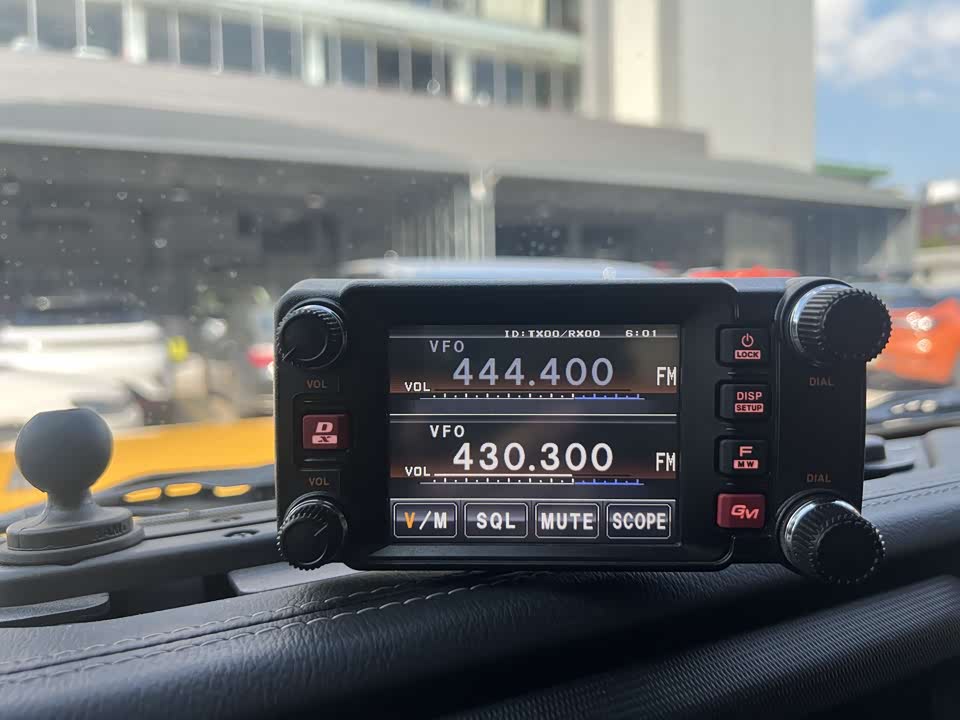 ID:TX00/RX00 6:01
VFO
444.400 FM
VOL
VFO
430.300 FM
VOL
V/M SQL MUTE SCOPE
VOL
D
X
VOL
LOCK
DISP
SETUP
F
MW
GM
DIAL
DIAL